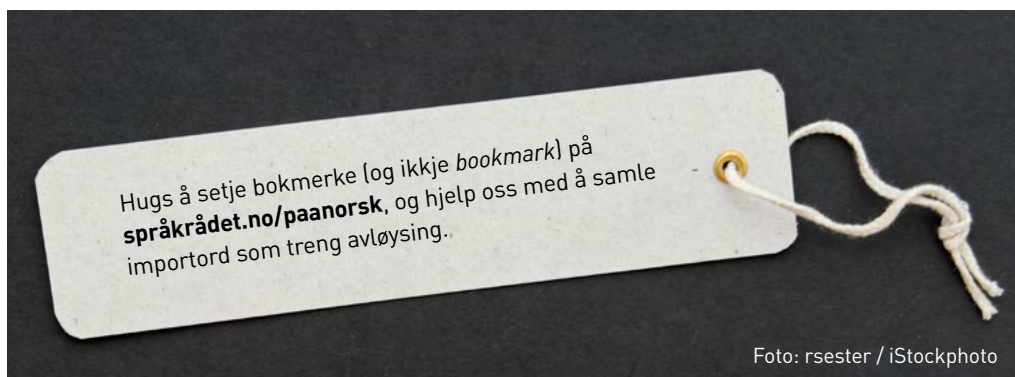 Hugs å setje bokmerke (og ikkje bookmark) på
språkrådet.no/paanorsk, og hjelp oss med å samle
importord som treng avløysing.
Foto: rsester / iStockphoto